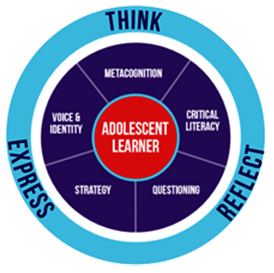 THINK
METACOGNITION
VOICE &
IDENTITY
CRITICAL
LITERACY
ADOLESCENT
LEARNER
STRATEGY
QUESTIONING
EXPRESS
REFLECT